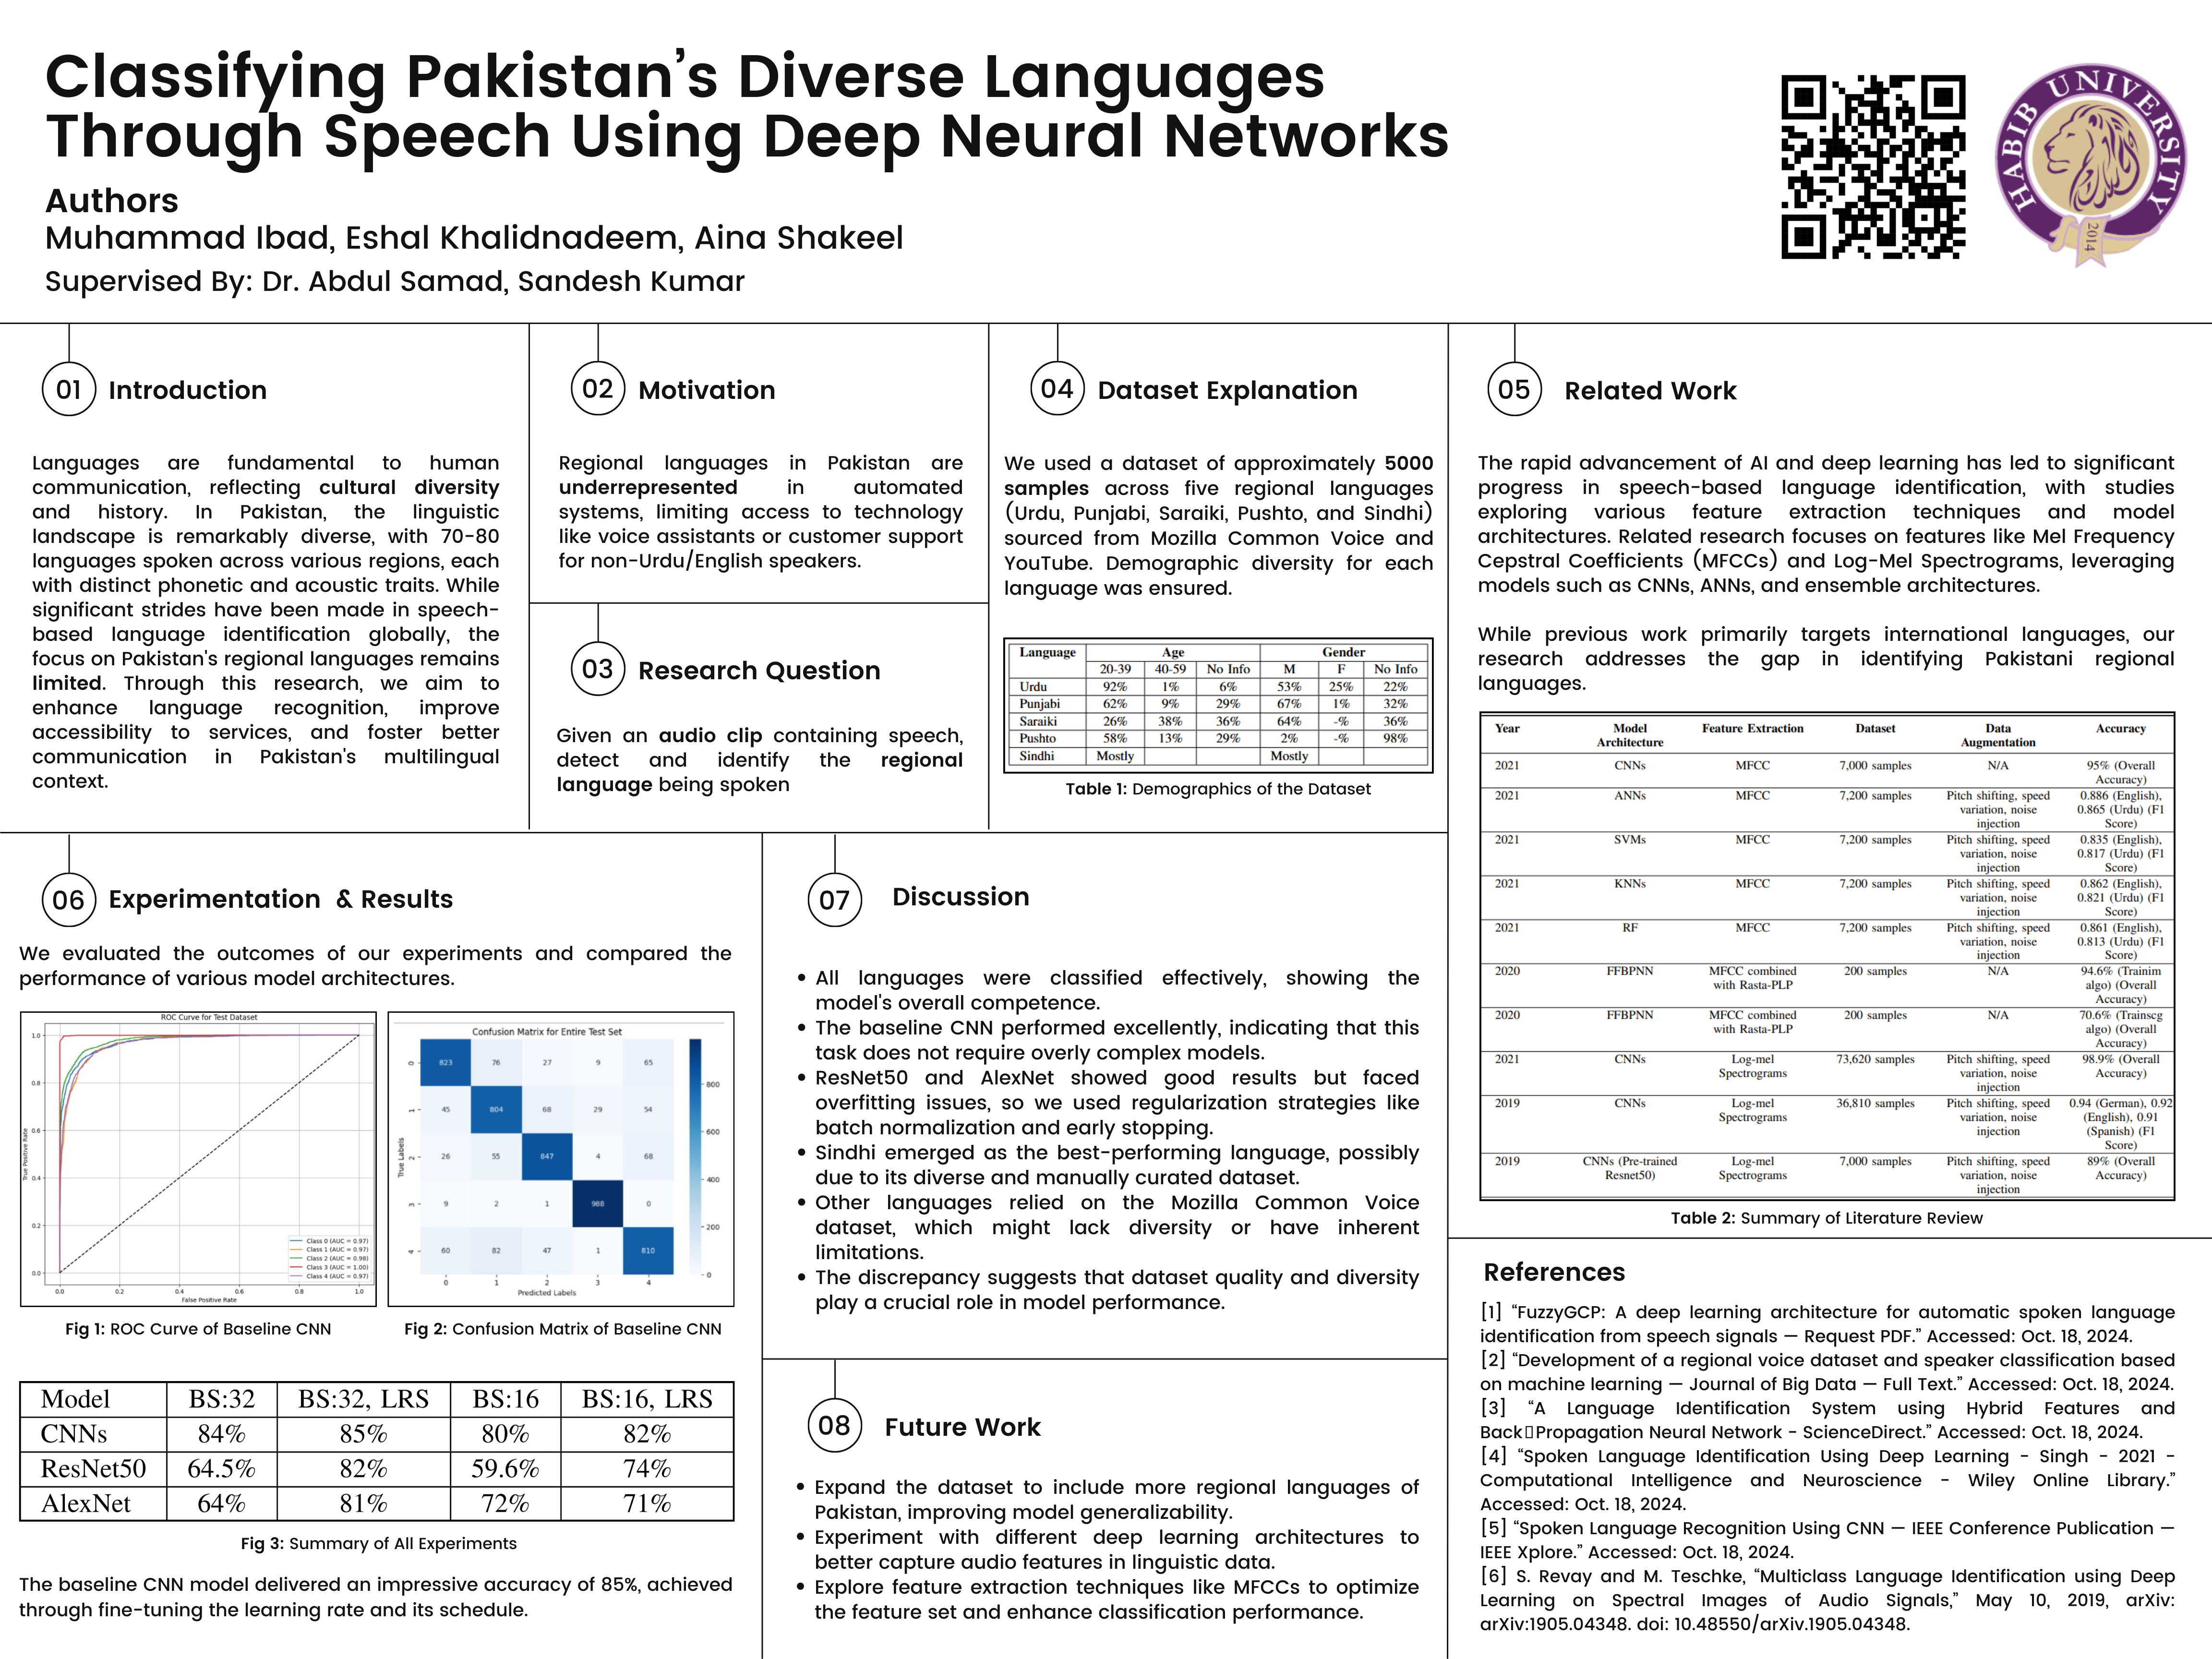 Classifying Pakistan’s Diverse Languages
Through Speech Using Deep Neural Networks
Authors
Muhammad Ibad, Eshal Khalidnadeem, Aina Shakeel
Supervised By: Dr. Abdul Samad, Sandesh Kumar
HABIB UNIVERSITY
2014
01 Introduction
Languages are fundamental to human
communication, reflecting cultural diversity
and history. In Pakistan, the linguistic
landscape is remarkably diverse, with 70-80
languages spoken across various regions, each
with distinct phonetic and acoustic traits. While
significant strides have been made in speech-
based language identification globally, the
focus on Pakistan's regional languages remains
limited. Through this research, we aim to
enhance language recognition, improve
accessibility to services, and foster better
communication in Pakistan's multilingual
context.
02 Motivation
Regional languages in Pakistan are
underrepresented in automated
systems, limiting access to technology
like voice assistants or customer support
for non-Urdu/English speakers.
03 Research Question
Given an audio clip containing speech,
detect and identify the regional
language being spoken
04 Dataset Explanation
We used a dataset of approximately 5000
samples across five regional languages
(Urdu, Punjabi, Saraiki, Pushto, and Sindhi)
sourced from Mozilla Common Voice and
YouTube. Demographic diversity for each
language was ensured.
Language Age Gender
20-39 40-59 No Info M F No Info
Urdu 92% 1% 6% 53% 25% 22%
Punjabi 62% 9% 29% 67% 1% 32%
Saraiki 26% 38% 36% 64% -% 36%
Pushto 58% 13% 29% 2% -% 98%
Sindhi Mostly Mostly
Table 1: Demographics of the Dataset
05 Related Work
The rapid advancement of AI and deep learning has led to significant
progress in speech-based language identification, with studies
exploring various feature extraction techniques and model
architectures. Related research focuses on features like Mel Frequency
Cepstral Coefficients (MFCCs) and Log-Mel Spectrograms, leveraging
models such as CNNs, ANNs, and ensemble architectures.
While previous work primarily targets international languages, our
research addresses the gap in identifying Pakistani regional
languages.
Year Model Feature Extraction Dataset Data Accuracy
Architecture Augmentation
2021 CNNs MFCC 7,000 samples N/A 95% (Overall
Accuracy)
2021 ANNs MFCC 7,200 samples Pitch shifting, speed 0.886 (English),
variation, noise 0.865 (Urdu) (F1
injection Score)
2021 SVMs MFCC 7,200 samples Pitch shifting, speed 0.835 (English),
variation, noise 0.817 (Urdu) (F1
injection Score)
2021 KNNs MFCC 7,200 samples Pitch shifting, speed 0.862 (English),
variation, noise 0.821 (Urdu) (F1
injection Score)
2021 RF MFCC 7,200 samples Pitch shifting, speed 0.861 (English),
variation, noise 0.813 (Urdu) (F1
injection Score)
2020 FFBPNN MFCC combined 200 samples N/A 94.6% (Trainim
with Rasta-PLP algo) (Overall
Accuracy)
2020 FFBPNN MFCC combined 200 samples N/A 70.6% (Trainscg
with Rasta-PLP algo) (Overall
Accuracy)
2021 CNNs Log-mel 73,620 samples Pitch shifting, speed 98.9% (Overall
Spectrograms variation, noise Accuracy)
injection
2019 CNNs Log-mel 36,810 samples Pitch shifting, speed 0.94 (German), 0.92
Spectrograms variation, noise (English), 0.91
injection (Spanish) (F1
Score)
2019 CNNs (Pre-trained Log-mel 7,000 samples Pitch shifting, speed 89% (Overall
Resnet50) Spectrograms variation, noise Accuracy)
injection
Table 2: Summary of Literature Review
06 Experimentation & Results
We evaluated the outcomes of our experiments and compared the
performance of various model architectures.
ROC Curve for Test Dataset
True Positive Rate
1.0
0.8
0.6
0.4
0.2
0.0
0.0 0.2 0.4 0.6 0.8 1.0
False Positive Rate
Class 0 (AUC = 0.97)
Class 1 (AUC = 0.97)
Class 2 (AUC = 0.98)
Class 3 (AUC = 1.00)
Class 4 (AUC = 0.97)
Fig 1: ROC Curve of Baseline CNN
Confusion Matrix for Entire Test Set
True Labels
0 823 76 27 9 65
1 45 804 68 29 54
2 26 55 847 4 68
3 9 2 1 988 0
4 60 82 47 1 810
0 1 2 3 4
Predicted Labels
800
600
400
200
0
Fig 2: Confusion Matrix of Baseline CNN
Model BS:32 BS:32, LRS BS:16 BS:16, LRS
CNNs 84% 85% 80% 82%
ResNet50 64.5% 82% 59.6% 74%
AlexNet 64% 81% 72% 71%
Fig 3: Summary of All Experiments
The baseline CNN model delivered an impressive accuracy of 85%, achieved
through fine-tuning the learning rate and its schedule.
07 Discussion
• All languages were classified effectively, showing the
model's overall competence.
• The baseline CNN performed excellently, indicating that this
task does not require overly complex models.
• ResNet50 and AlexNet showed good results but faced
overfitting issues, so we used regularization strategies like
batch normalization and early stopping.
• Sindhi emerged as the best-performing language, possibly
due to its diverse and manually curated dataset.
• Other languages relied on the Mozilla Common Voice
dataset, which might lack diversity or have inherent
limitations.
• The discrepancy suggests that dataset quality and diversity
play a crucial role in model performance.
08 Future Work
• Expand the dataset to include more regional languages of
Pakistan, improving model generalizability.
• Experiment with different deep learning architectures to
better capture audio features in linguistic data.
• Explore feature extraction techniques like MFCCs to optimize
the feature set and enhance classification performance.
References
[1] “FuzzyGCP: A deep learning architecture for automatic spoken language
identification from speech signals — Request PDF.” Accessed: Oct. 18, 2024.
[2] “Development of a regional voice dataset and speaker classification based
on machine learning — Journal of Big Data — Full Text.” Accessed: Oct. 18, 2024.
[3] “A Language Identification System using Hybrid Features and
Back▯Propagation Neural Network - ScienceDirect.” Accessed: Oct. 18, 2024.
[4] “Spoken Language Identification Using Deep Learning - Singh - 2021 -
Computational Intelligence and Neuroscience - Wiley Online Library.”
Accessed: Oct. 18, 2024.
[5] “Spoken Language Recognition Using CNN — IEEE Conference Publication —
IEEE Xplore.” Accessed: Oct. 18, 2024.
[6] S. Revay and M. Teschke, “Multiclass Language Identification using Deep
Learning on Spectral Images of Audio Signals,” May 10, 2019, arXiv:
arXiv:1905.04348. doi: 10.48550/arXiv.1905.04348.